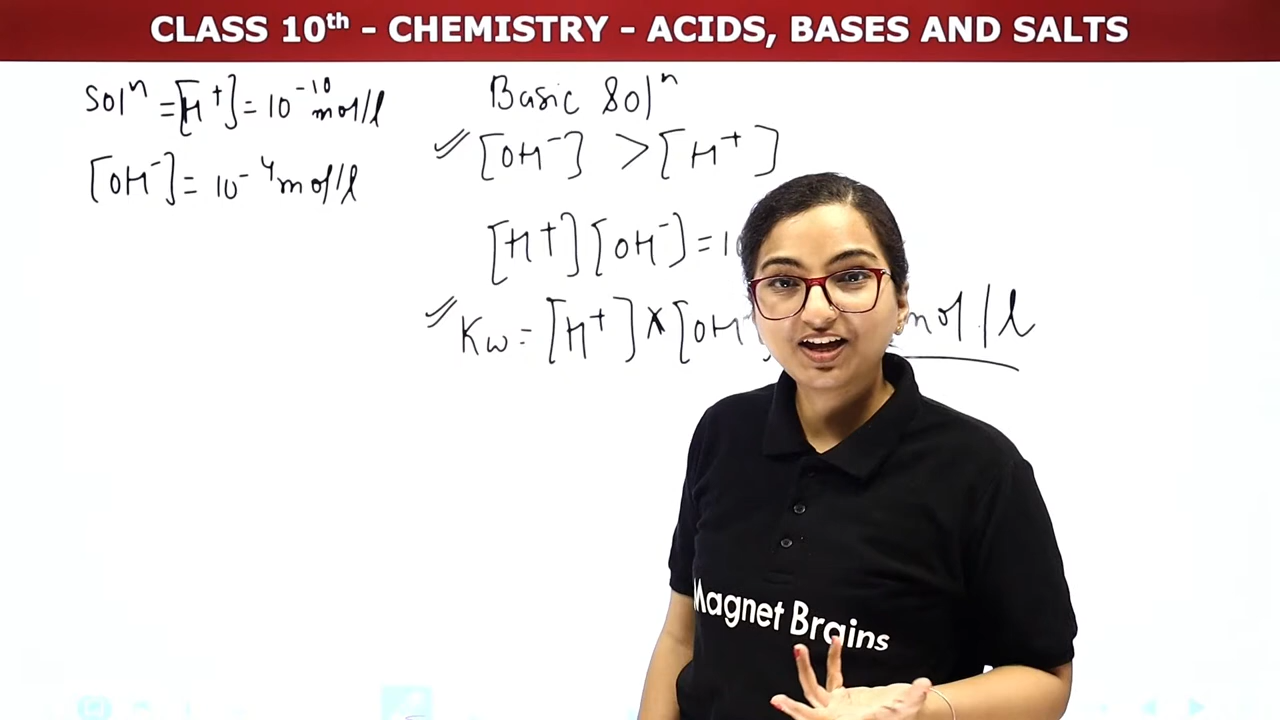 CLASS 10th - CHEMISTRY - ACIDS, BASES AND SALTS
Solⁿ = [H⁺] = 10⁻¹⁰ mol/l
[OH⁻] = 10⁻⁴ mol/l
Basic Solⁿ
[OH⁻] > [H⁺]
[H⁺] [OH⁻] = 10
Kw = [H⁺] × [OH⁻] mol/l
Magnet Brains